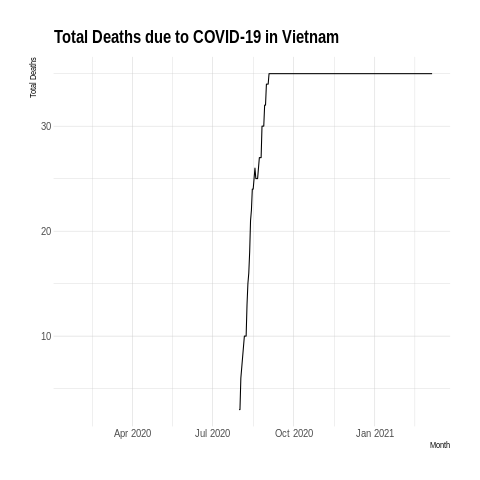 Total Deaths due to COVID-19 in Vietnam
Total Deaths
30
20
10
Apr 2020
Jul 2020
Oct 2020
Jan 2021
Month